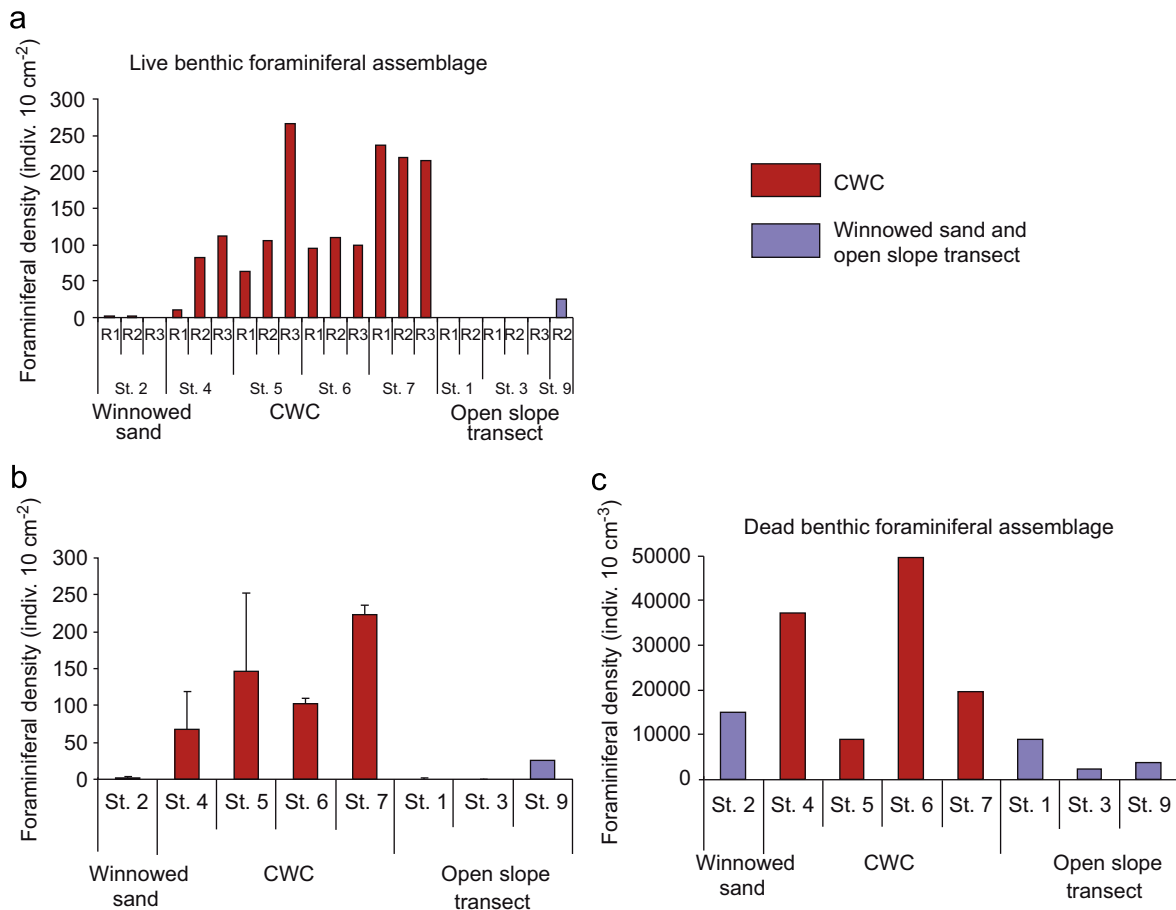 a
Live benthic foraminiferal assemblage
Foraminiferal density (indiv. 10 cm-2)
300
250
200
150
100
50
0
R1 R2 R3 R1 R2 R3 R1 R2 R3 R1 R2 R3 R1 R2 R3 R1 R2 R1 R2 R3 R2
St. 2 St. 4 St. 5 St. 6 St. 7 St. 1 St. 3 St. 9
Winnowed
sand
CWC
Open slope
transect
CWC
Winnowed sand and
open slope transect
b
Foraminiferal density (indiv. 10 cm-2)
300
250
200
150
100
50
0
St. 2 St. 4 St. 5 St. 6 St. 7 St. 1 St. 3 St. 9
Winnowed
sand
CWC
Open slope
transect
c
Dead benthic foraminiferal assemblage
Foraminiferal density (indiv. 10 cm-3)
50000
40000
30000
20000
10000
0
St. 2 St. 4 St. 5 St. 6 St. 7 St. 1 St. 3 St. 9
Winnowed
sand
CWC
Open slope
transect